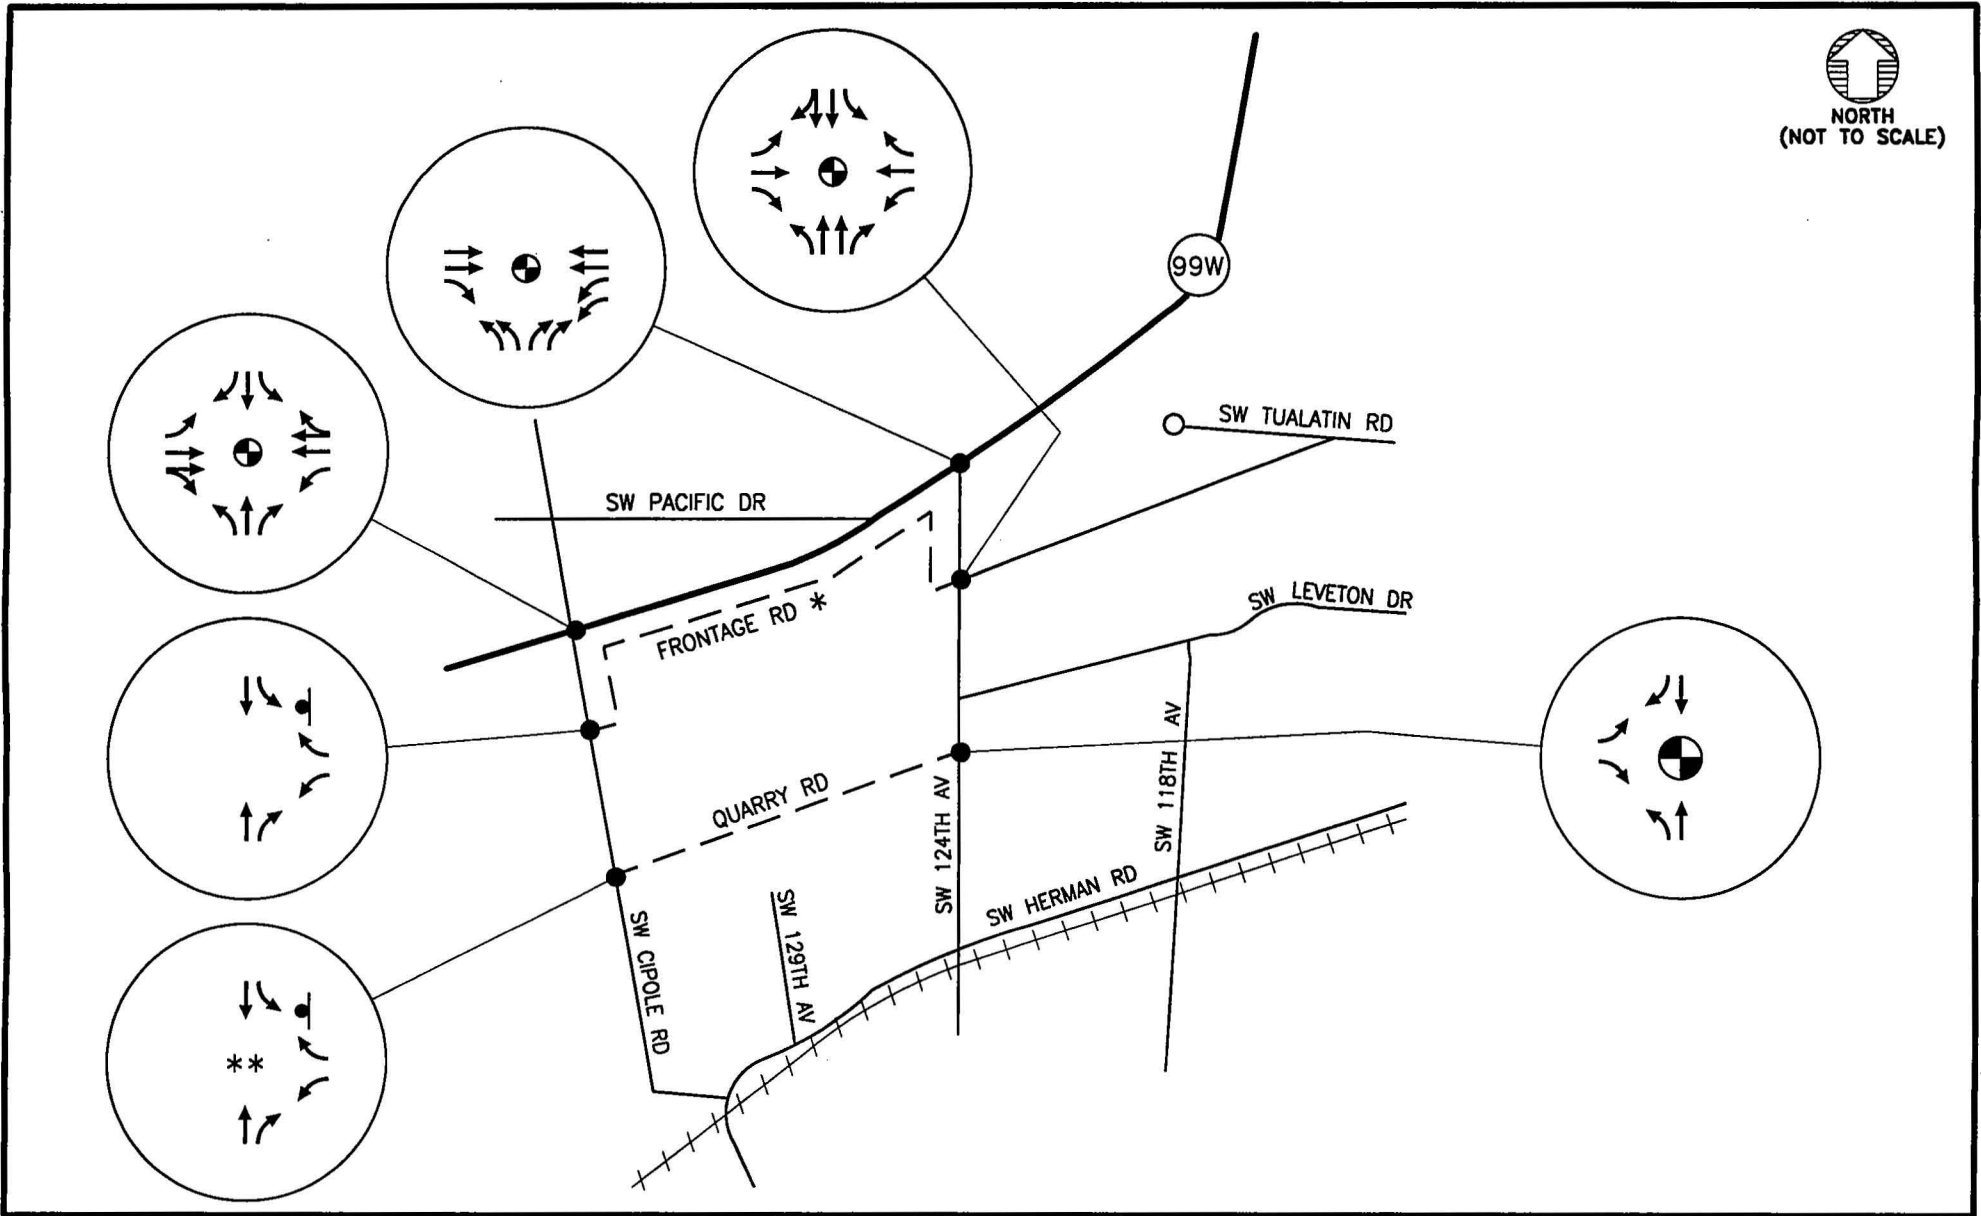 NORTH
(NOT TO SCALE)
99W
SW TUALATIN RD
SW PACIFIC DR
SW LEVETON DR
FRONTAGE RD *
SW 118TH AV
QUARRY RD
SW 124TH AV
SW HERMAN RD
SW 129TH AV
SW CIPOLE RD
**